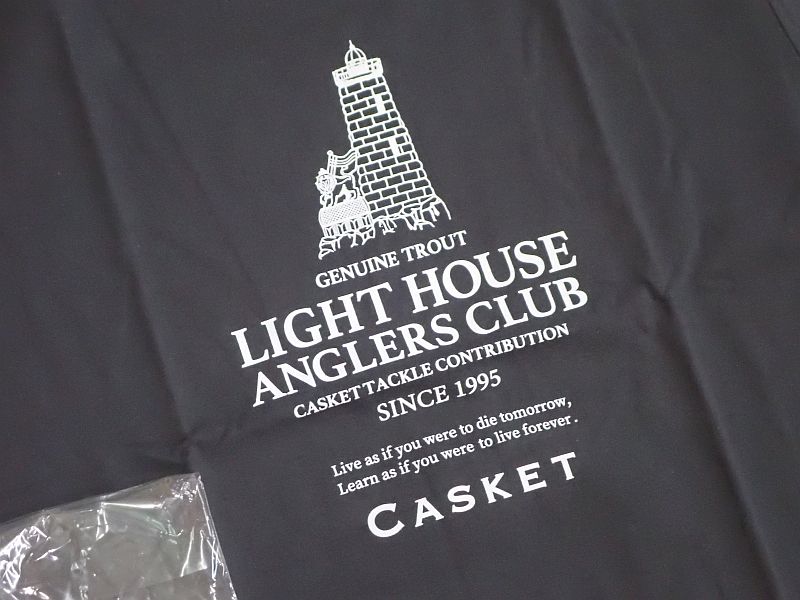 GENUINE TROUT
LIGHT HOUSE
ANGLERS CLUB
CASKET TACKLE CONTRIBUTION
SINCE 1995
Live as if you were to die tomorrow,
Learn as if you were to live forever.
CASKET